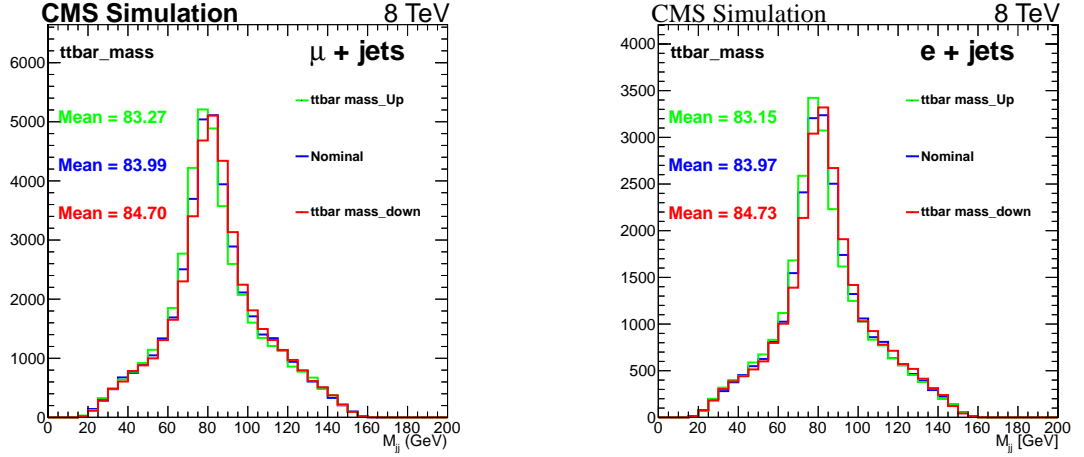 CMS Simulation 8 TeV
ttbar_mass μ + jets
ttbar mass_Up
Mean = 83.27
Mean = 83.99
Nominal
Mean = 84.70
ttbar mass_down
6000
5000
4000
3000
2000
1000
0
0 20 40 60 80 100 120 140 160 180 200
M_jj (GeV)
CMS Simulation 8 TeV
ttbar_mass e + jets
ttbar mass_Up
Mean = 83.15
Mean = 83.97
Nominal
Mean = 84.73
ttbar mass_down
4000
3500
3000
2500
2000
1500
1000
500
0
0 20 40 60 80 100 120 140 160 180 200
M_jj [GeV]